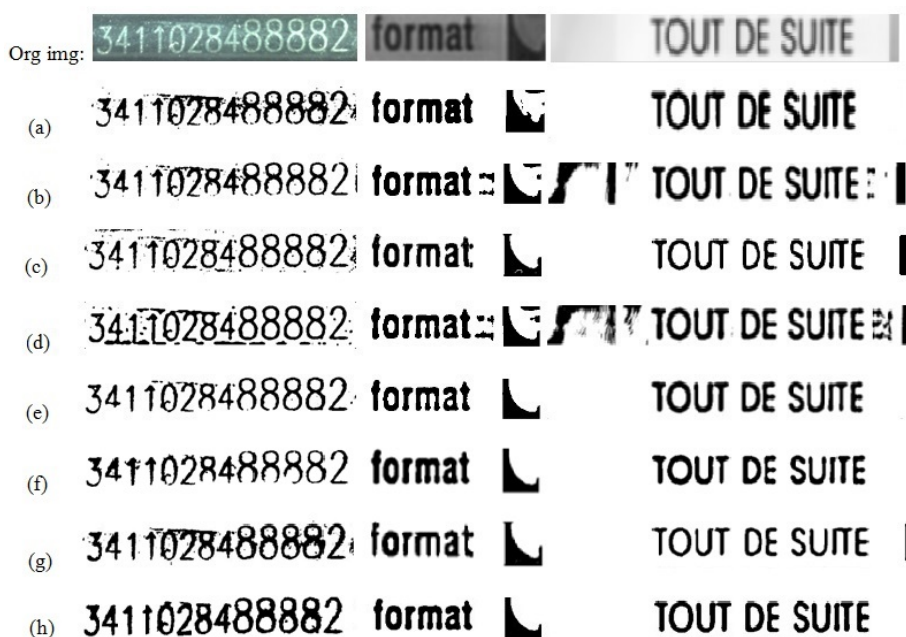 Org img: 3411028488882 format TOUT DE SUITE
(a) 3411028488882 format TOUT DE SUITE
(b) 3411028488882 format TOUT DE SUITE
(c) 3411028488882 format TOUT DE SUITE
(d) 3411028488882 format TOUT DE SUITE
(e) 3411028488882 format TOUT DE SUITE
(f) 3411028488882 format TOUT DE SUITE
(g) 3411028488882 format TOUT DE SUITE
(h) 3411028488882 format TOUT DE SUITE